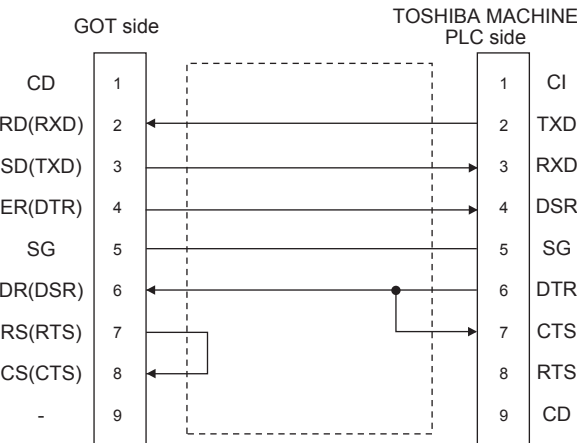 GOT side
TOSHIBA MACHINE
PLC side
CD 1 1 CI
RD(RXD) 2 2 TXD
SD(TXD) 3 3 RXD
ER(DTR) 4 4 DSR
SG 5 5 SG
DR(DSR) 6 6 DTR
RS(RTS) 7 7 CTS
CS(CTS) 8 8 RTS
- 9 9 CD